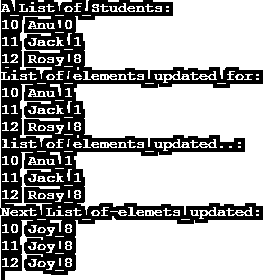 A List of Students:
10 Anu 0
11 Jack 1
12 Rosy 8
List of elements updated for:
10 Anu 1
11 Jack 1
12 Rosy 8
list of elements updated..:
10 Anu 1
11 Jack 1
12 Rosy 8
Next List of elemets updated:
10 Joy 8
11 Joy 8
12 Joy 8